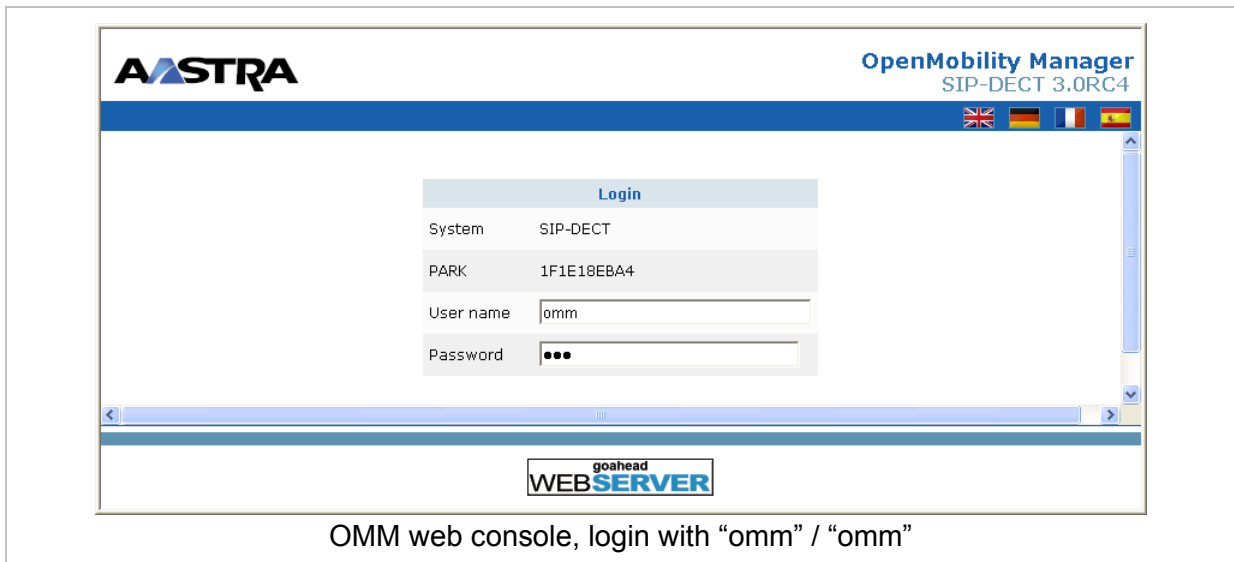 AASTRA
OpenMobility Manager
SIP-DECT 3.0RC4
Login
System SIP-DECT
PARK 1F1E18EBA4
User name omm
Password •••
goahead
WEBSERVER
OMM web console, login with “omm” / “omm”